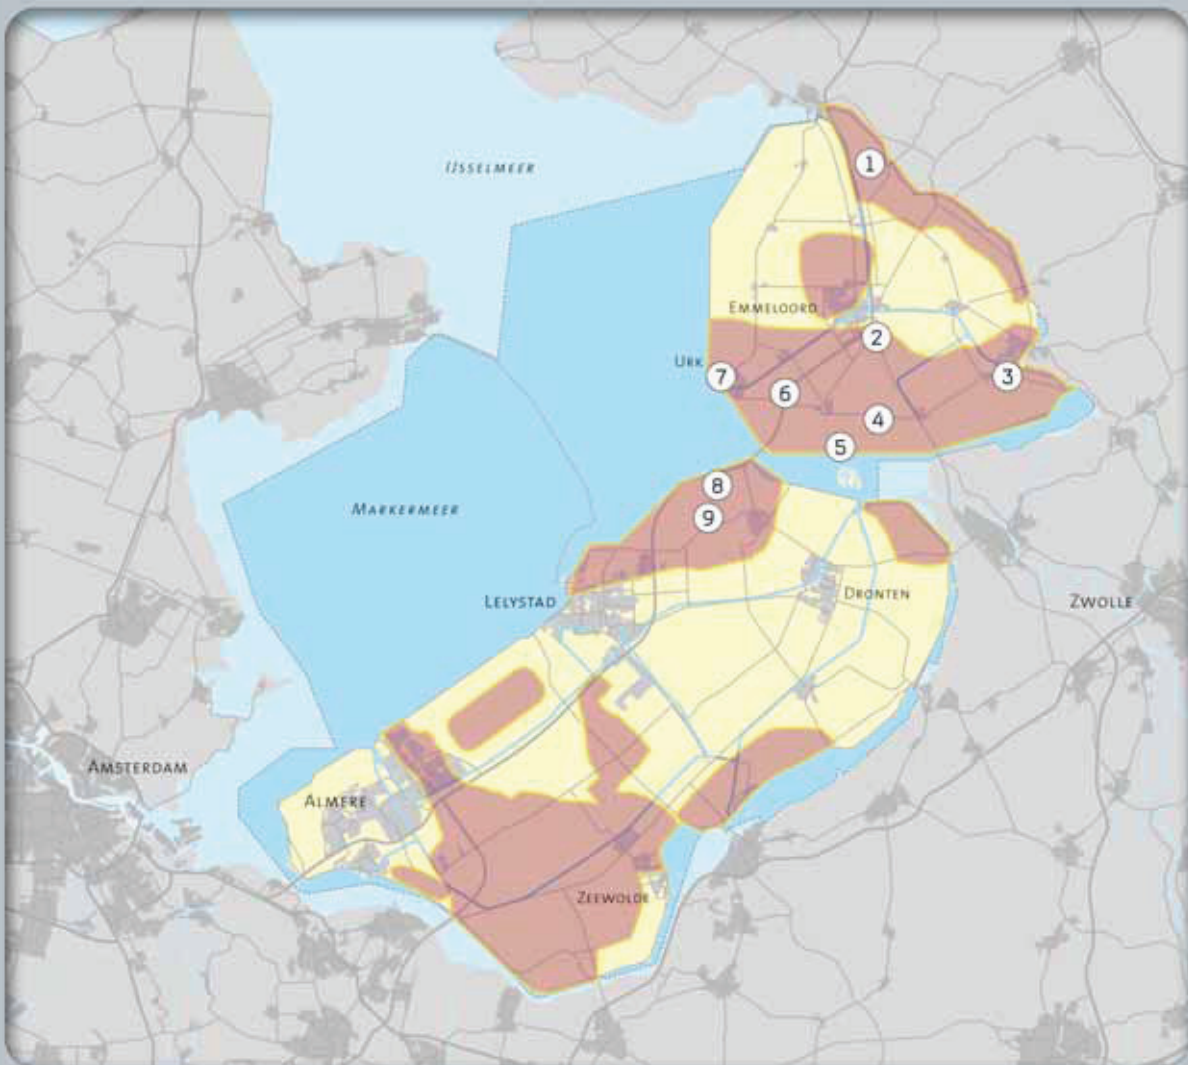 IJSSELMEER
1
EMMELOORD
2
URK
7
3
6
4
5
8
9
MARKERMEER
LELYSTAD
DRONTEN
ZWOLLE
AMSTERDAM
ALMERE
ZEEWOLDE